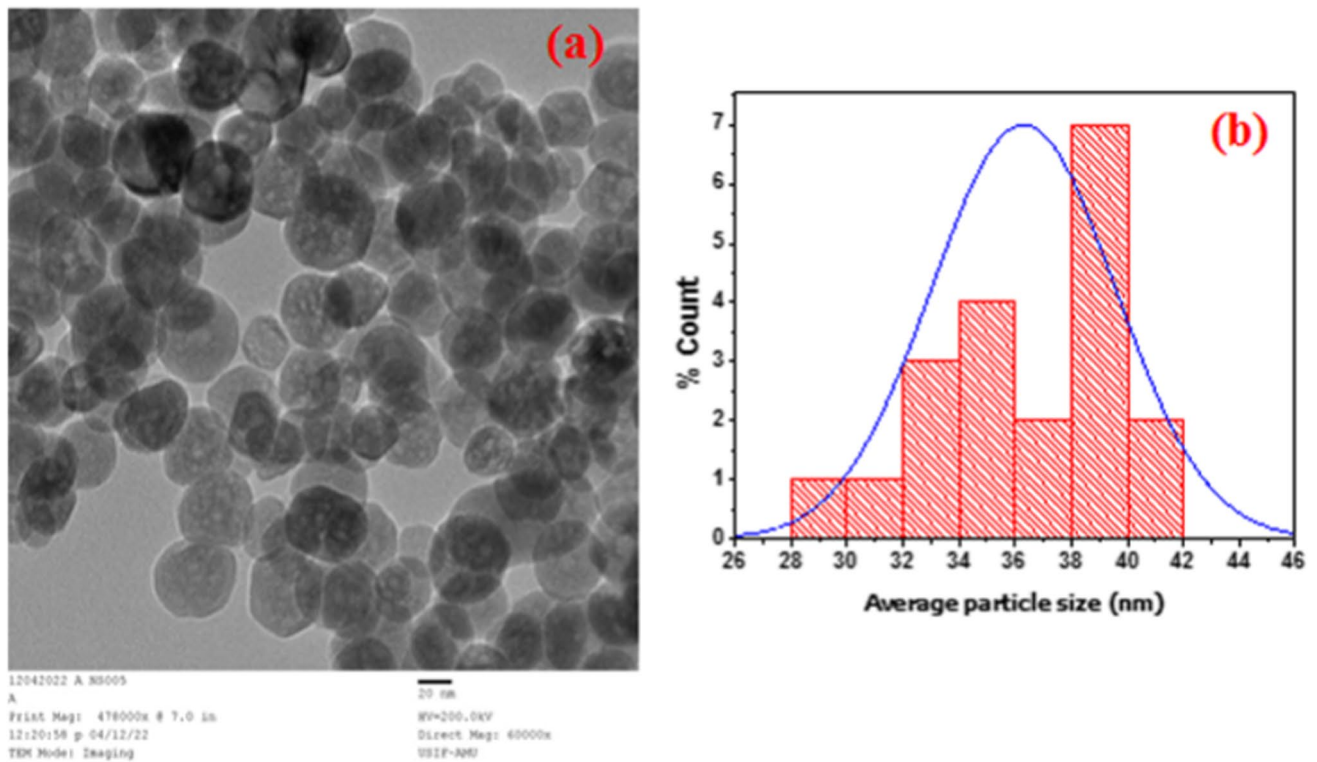 (a)
12042022 A NS005
A
Print Mag: 478000x @ 7.0 in
12:20:58 p 04/12/22
TEM Mode: Imaging
20 nm
HV=200.0kV
Direct Mag: 60000x
USIF-AMU
(b)
% Count
7
6
5
4
3
2
1
0
26 28 30 32 34 36 38 40 42 44 46
Average particle size (nm)